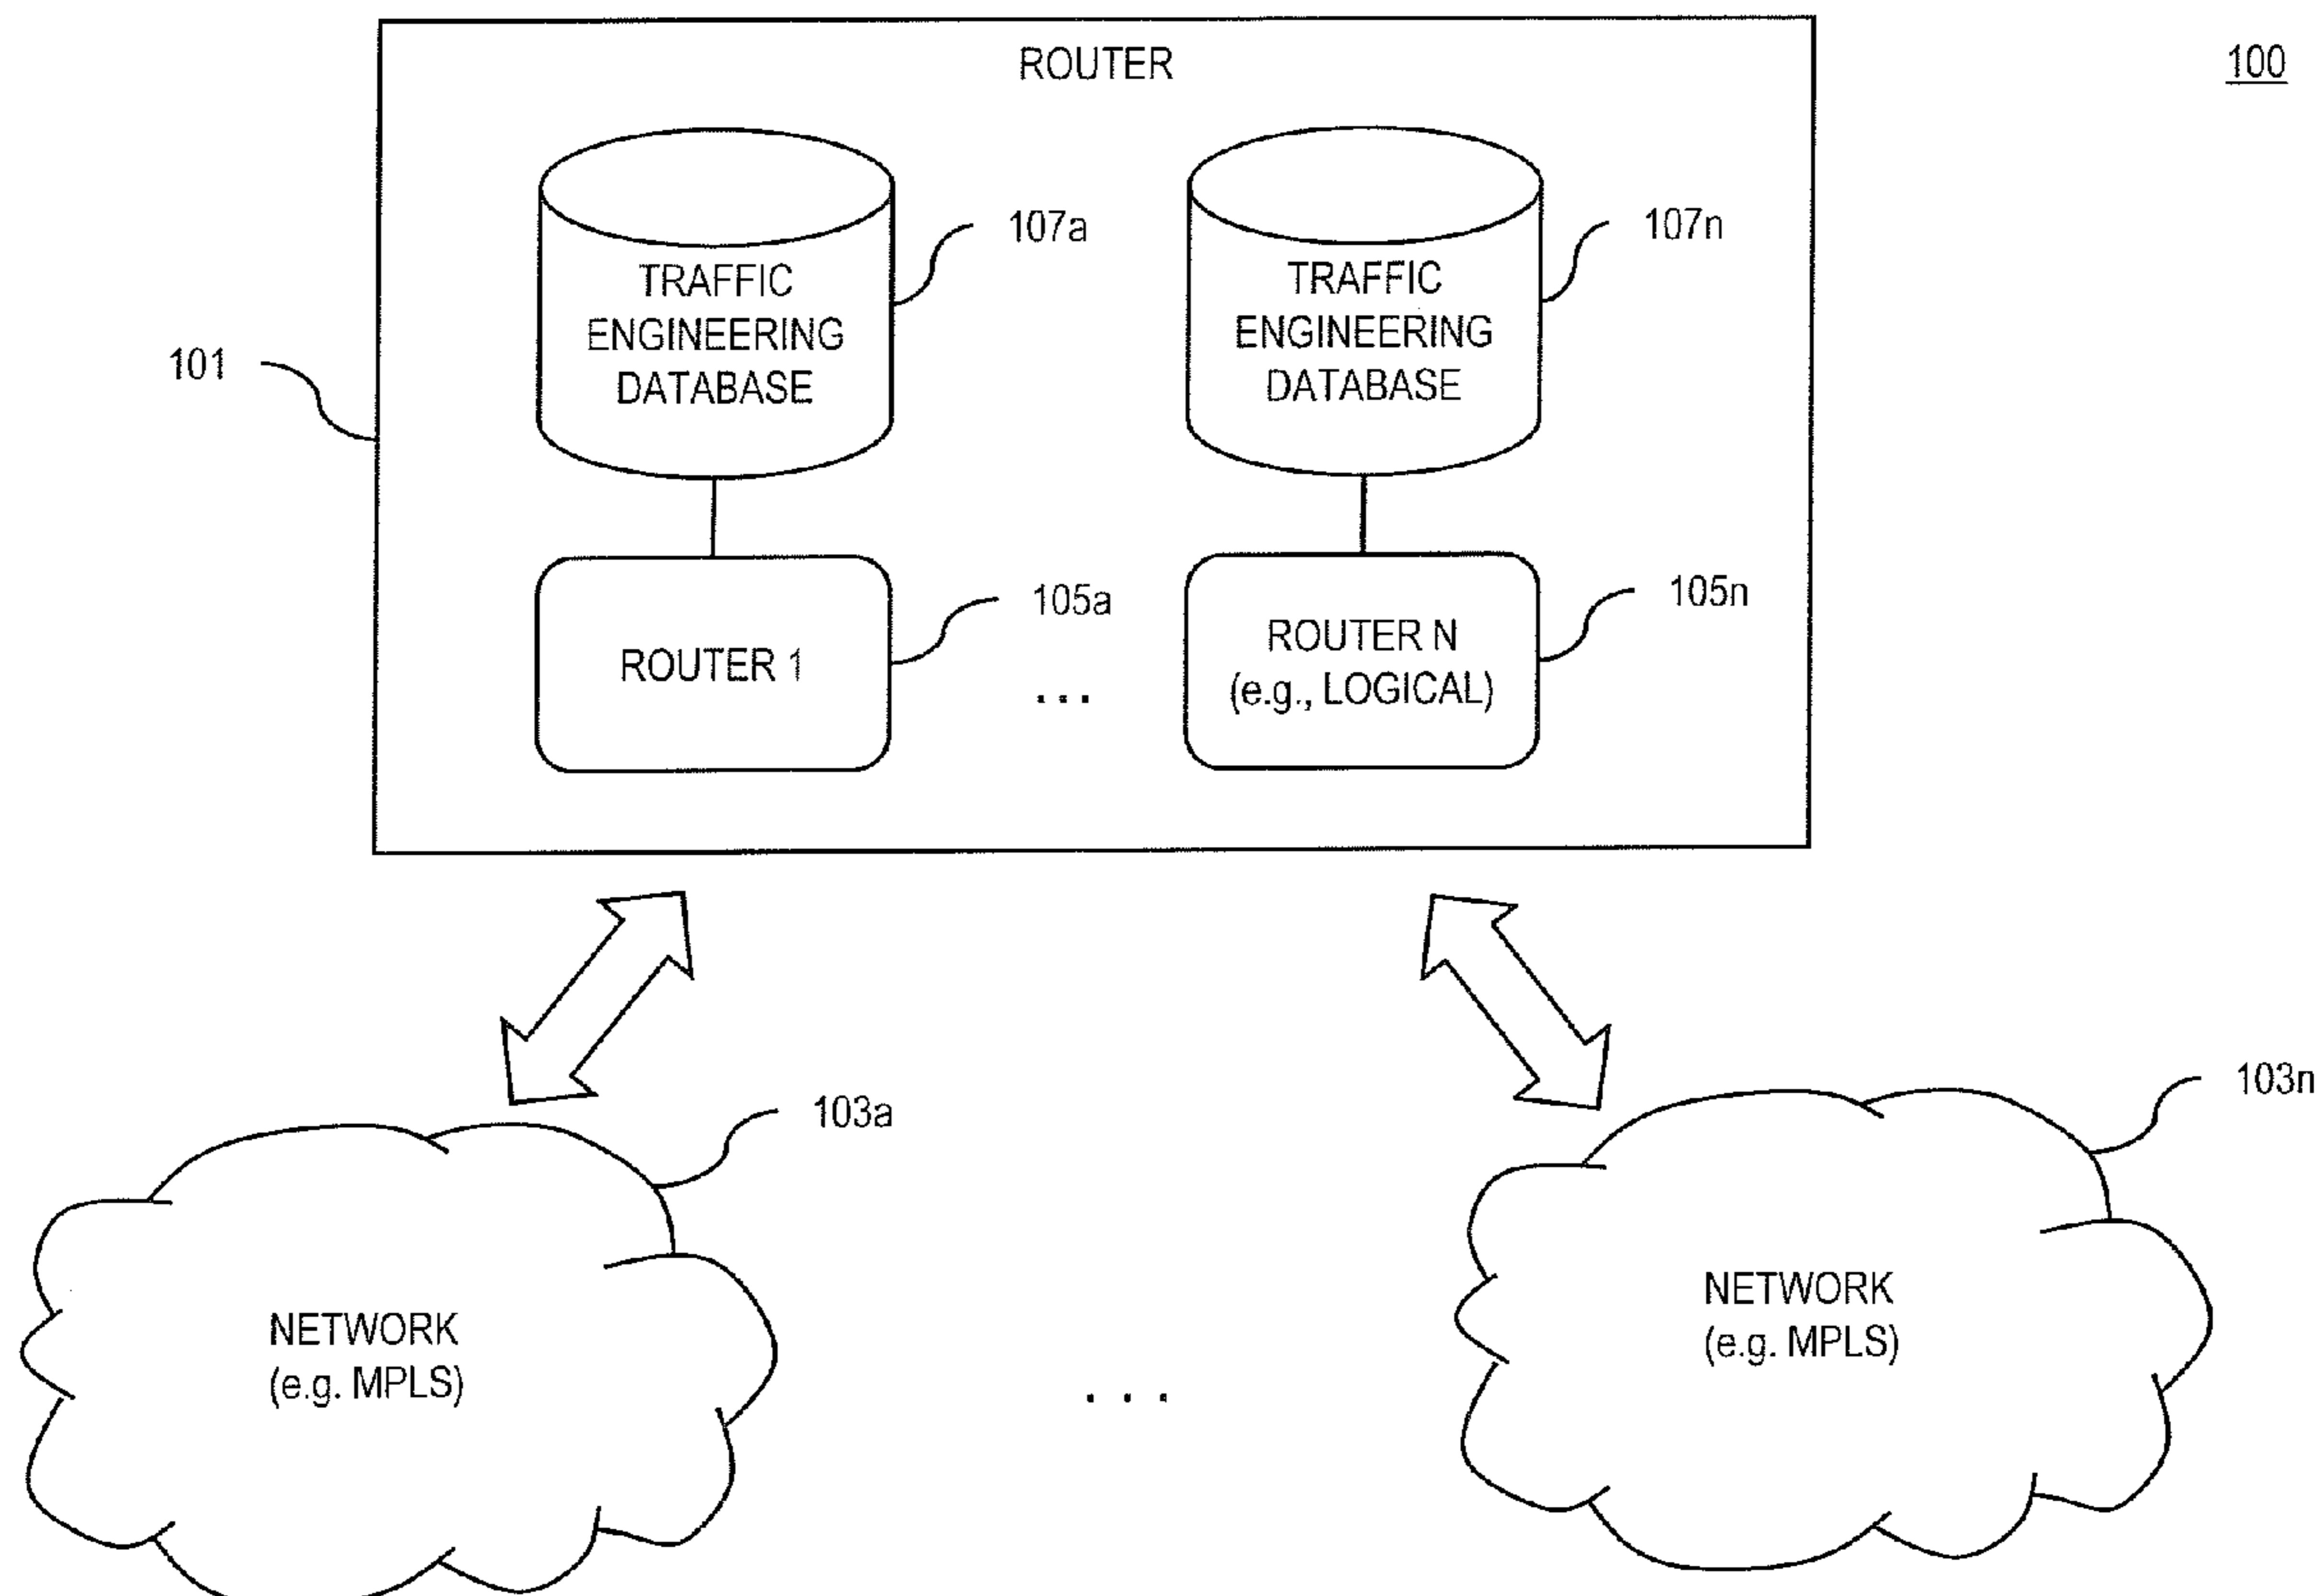 ROUTER
100
107a
107n
TRAFFIC
ENGINEERING
DATABASE
TRAFFIC
ENGINEERING
DATABASE
101
105a
105n
ROUTER 1
...
ROUTER N
(e.g., LOGICAL)
103a
103n
NETWORK
(e.g. MPLS)
...
NETWORK
(e.g. MPLS)